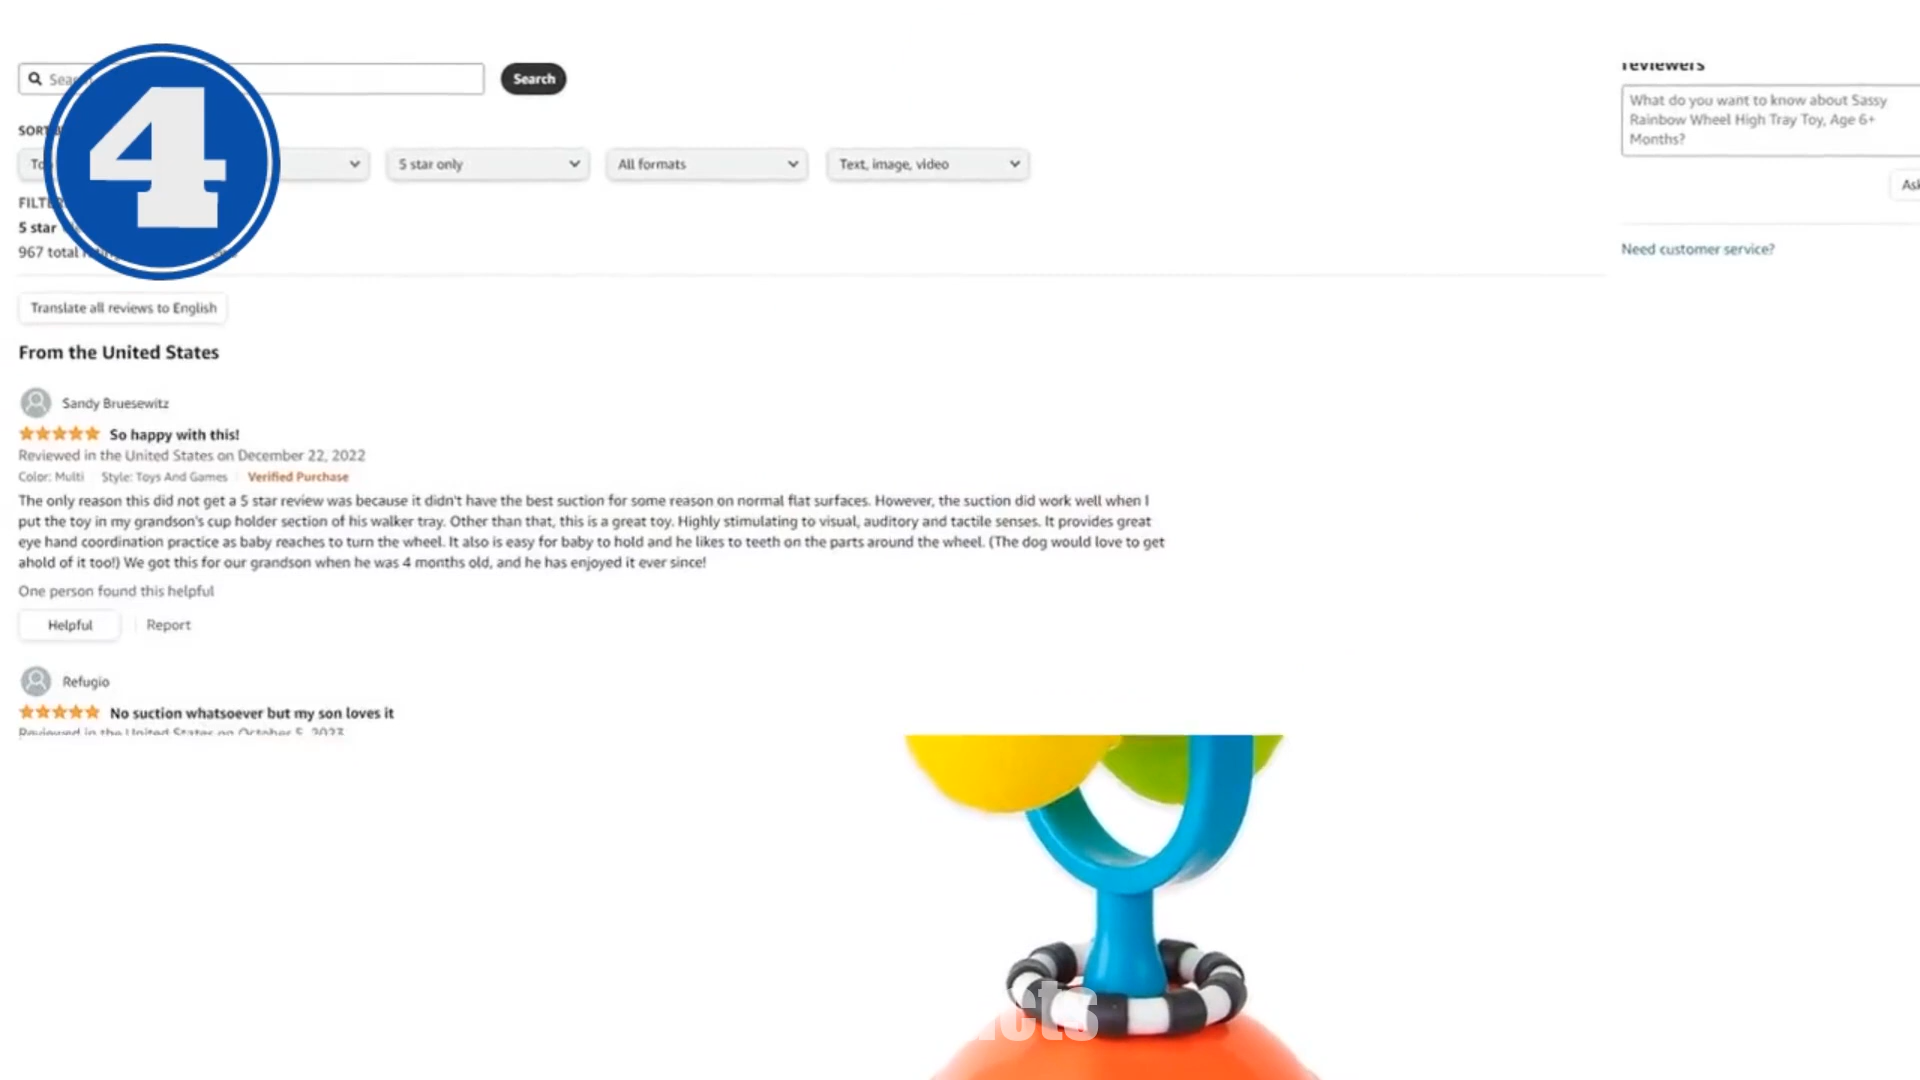 4
Search
SORT
5 star only
All formats
Text, image, video
5 star
967 total
Translate all reviews to English
From the United States
Sandy Bruesewitz
So happy with this!
Reviewed in the United States on December 22, 2022
Color: Multi Style: Toys And Games Verified Purchase
The only reason this did not get a 5 star review was because it didn't have the best suction for some reason on normal flat surfaces. However, the suction did work well when I
put the toy in my grandson's cup holder section of his walker tray. Other than that, this is a great toy. Highly stimulating to visual, auditory and tactile senses. It provides great
eye hand coordination practice as baby reaches to turn the wheel. It also is easy for baby to hold and he likes to teeth on the parts around the wheel. (The dog would love to get
ahold of it too!) We got this for our grandson when he was 4 months old, and he has enjoyed it ever since!
One person found this helpful
Helpful
Report
Refugio
No suction whatsoever but my son loves it
Reviewed in the United States on October 5, 2023
reviewers
What do you want to know about Sassy
Rainbow Wheel High Tray Toy, Age 6+
Months?
Ask
Need customer service?